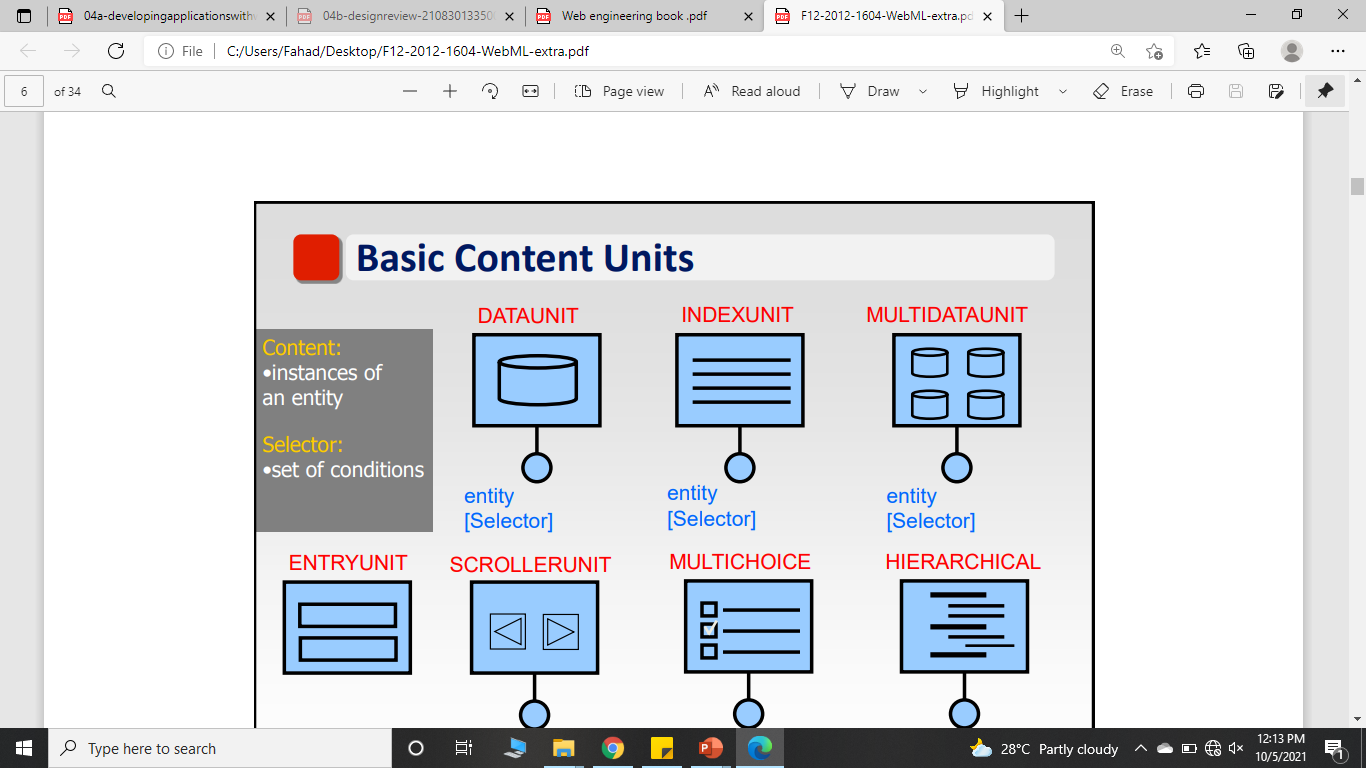 04a-developingapplicationswith
04b-designreview-21083013350
Web engineering book .pdf
F12-2012-1604-WebML-extra.pd
File
C:/Users/Fahad/Desktop/F12-2012-1604-WebML-extra.pdf
6 of 34
Page view
Read aloud
Draw
Highlight
Erase
Basic Content Units
DATAUNIT INDEXUNIT MULTIDATAUNIT
Content:
•instances of
an entity
Selector:
•set of conditions
entity
[Selector]
entity
[Selector]
entity
[Selector]
ENTRYUNIT SCROLLERUNIT MULTICHOICE HIERARCHICAL
Type here to search
28°C Partly cloudy
12:13 PM
10/5/2021
1